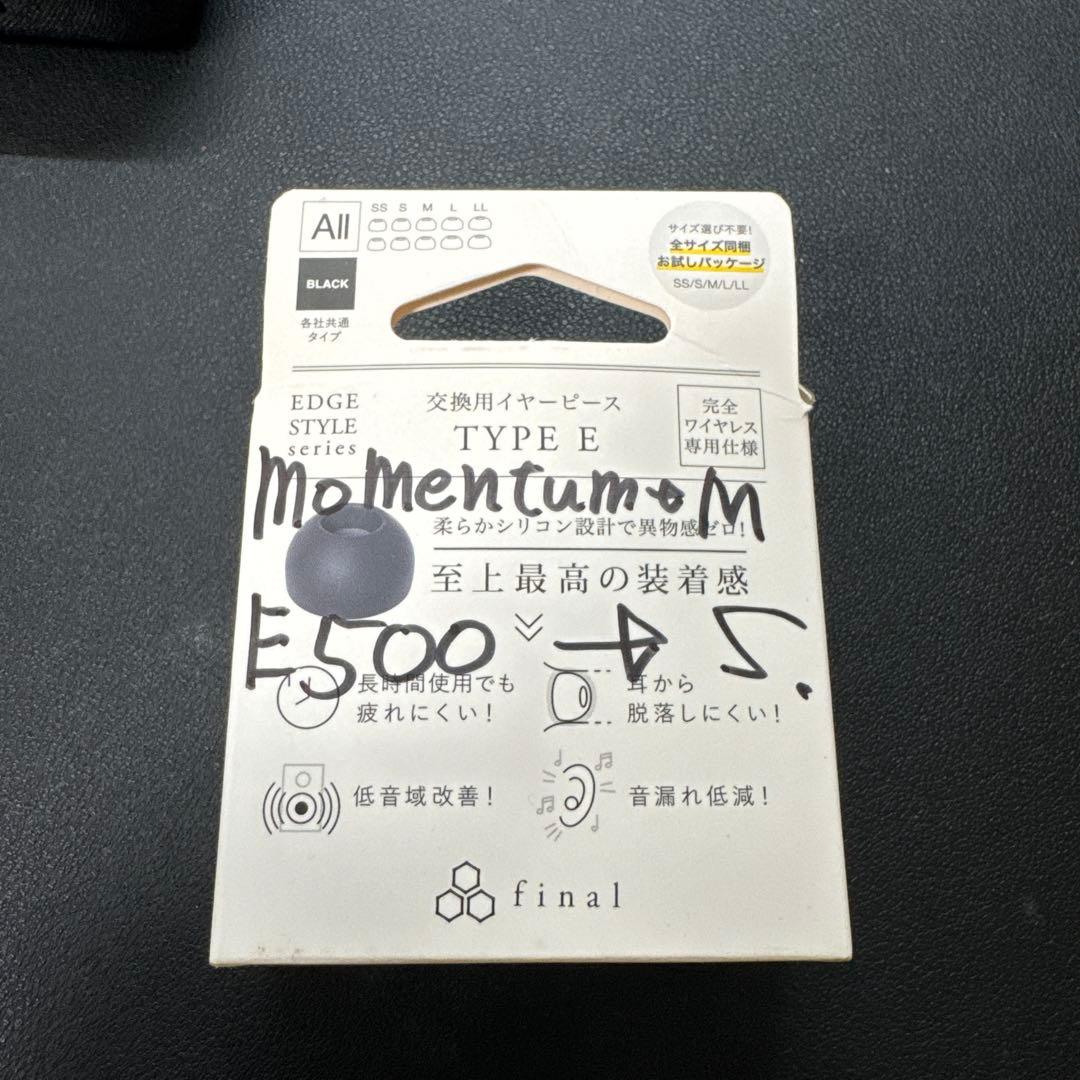 All
SS S M L LL
BLACK
各社共通
タイプ
サイズ選び不要!
全サイズ同梱
お試しパッケージ
SS/S/M/L/LL
EDGE
STYLE
series
交換用イヤーピース
TYPE E
完全
ワイヤレス
専用仕様
Momentum→M
柔らかシリコン設計で異物感ゼロ!
至上最高の装着感
E500 → S.
長時間使用でも
疲れにくい!
耳から
脱落しにくい!
低音域改善!
音漏れ低減!
final